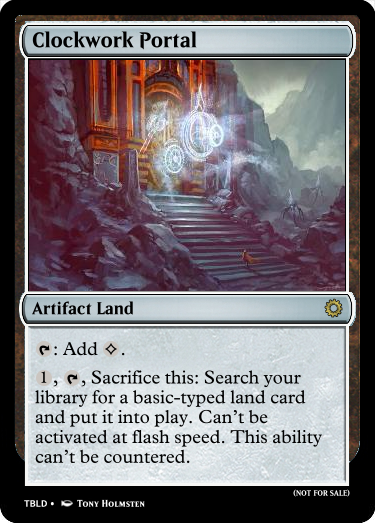 Clockwork Portal
Artifact Land
: Add .
1, , Sacrifice this: Search your
library for a basic-typed land card
and put it into play. Can't be
activated at flash speed. This ability
can't be countered.
(NOT FOR SALE)
TBLD • TONY HOLMSTEN